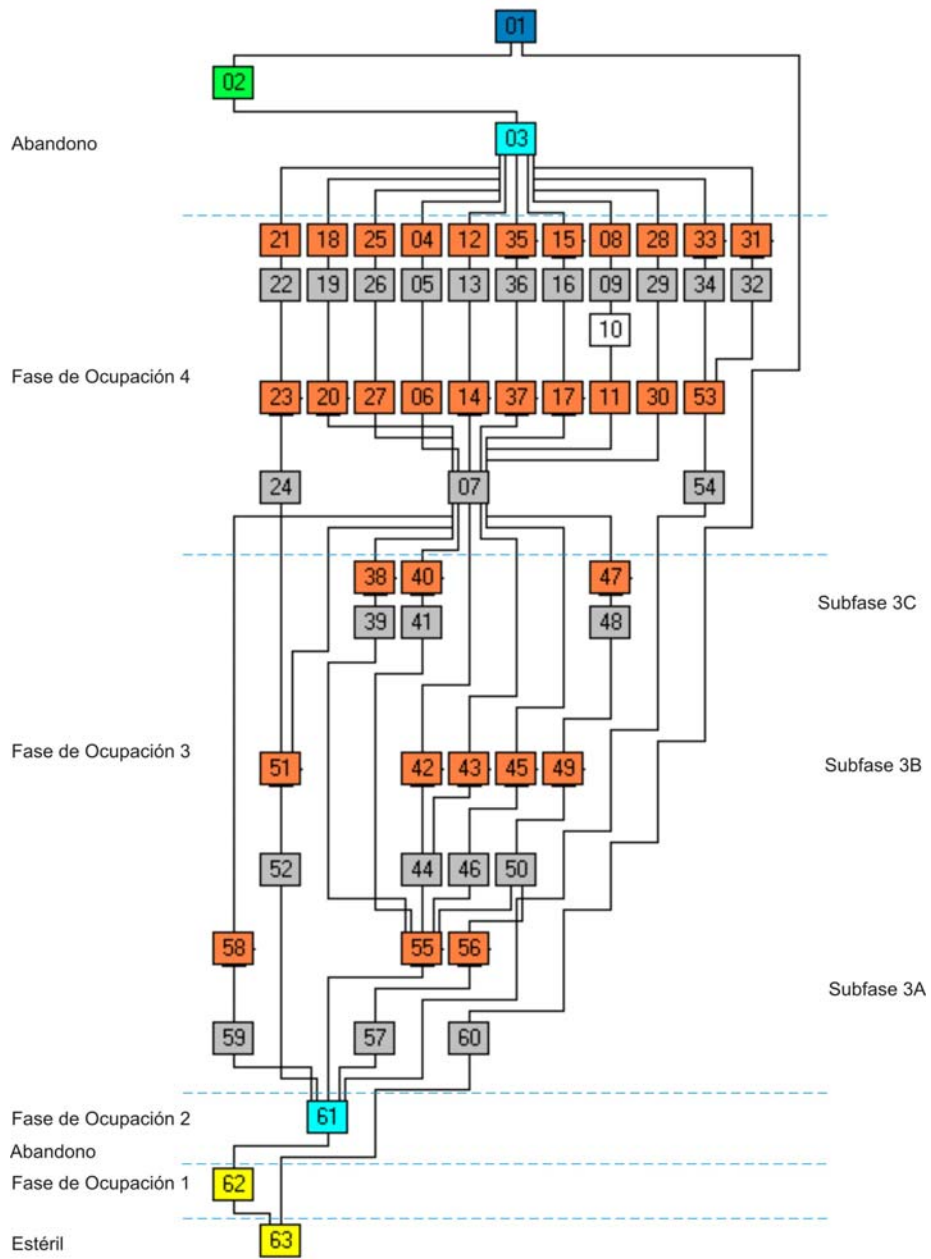 01
02
Abandono
03
21 18 25 04 12 35 15 08 28 33 31
22 19 26 05 13 36 16 09 29 34 32
10
Fase de Ocupación 4
23 20 27 06 14 37 17 11 30 53
24 07 54
38 40 47
Subfase 3C
39 41 48
Fase de Ocupación 3
51 42 43 45 49
Subfase 3B
52 44 46 50
58 55 56
Subfase 3A
59 57 60
Fase de Ocupación 2
61
Abandono
Fase de Ocupación 1
62
Estéril
63